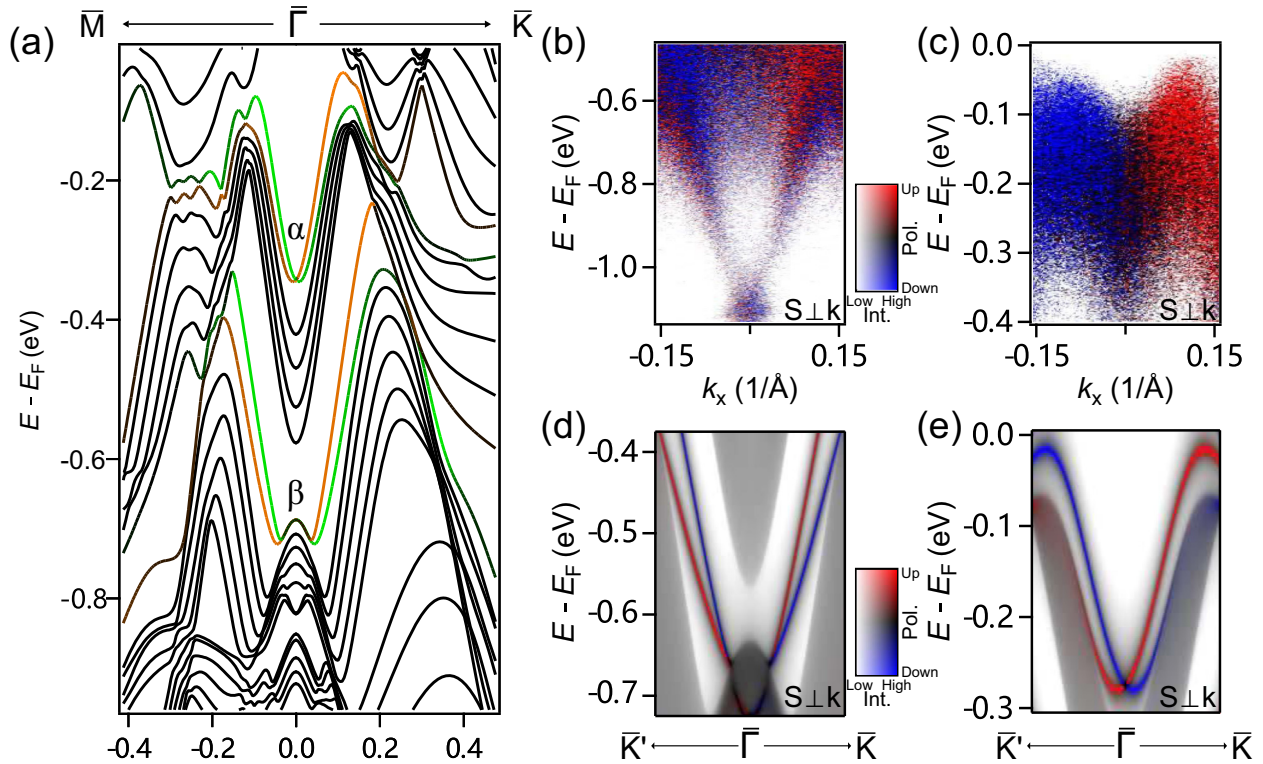 (a)
M̅ Γ̅ K̅
-0.2
-0.4
-0.6
-0.8
E - E_F (eV)
α
β
-0.4 -0.2 0.0 0.2 0.4
(b)
-0.6
-0.8
-1.0
E - E_F (eV)
S⊥k
-0.15 0.15
k_x (1/Å)
Up
Pol.
Down
Low High
Int.
(c)
0.0
-0.1
-0.2
-0.3
-0.4
E - E_F (eV)
S⊥k
-0.15 0.15
k_x (1/Å)
(d)
-0.4
-0.5
-0.6
-0.7
E - E_F (eV)
S⊥k
K̅' Γ̅ K̅
Up
Pol.
Down
Low High
Int.
(e)
0.0
-0.1
-0.2
-0.3
E - E_F (eV)
S⊥k
K̅' Γ̅ K̅